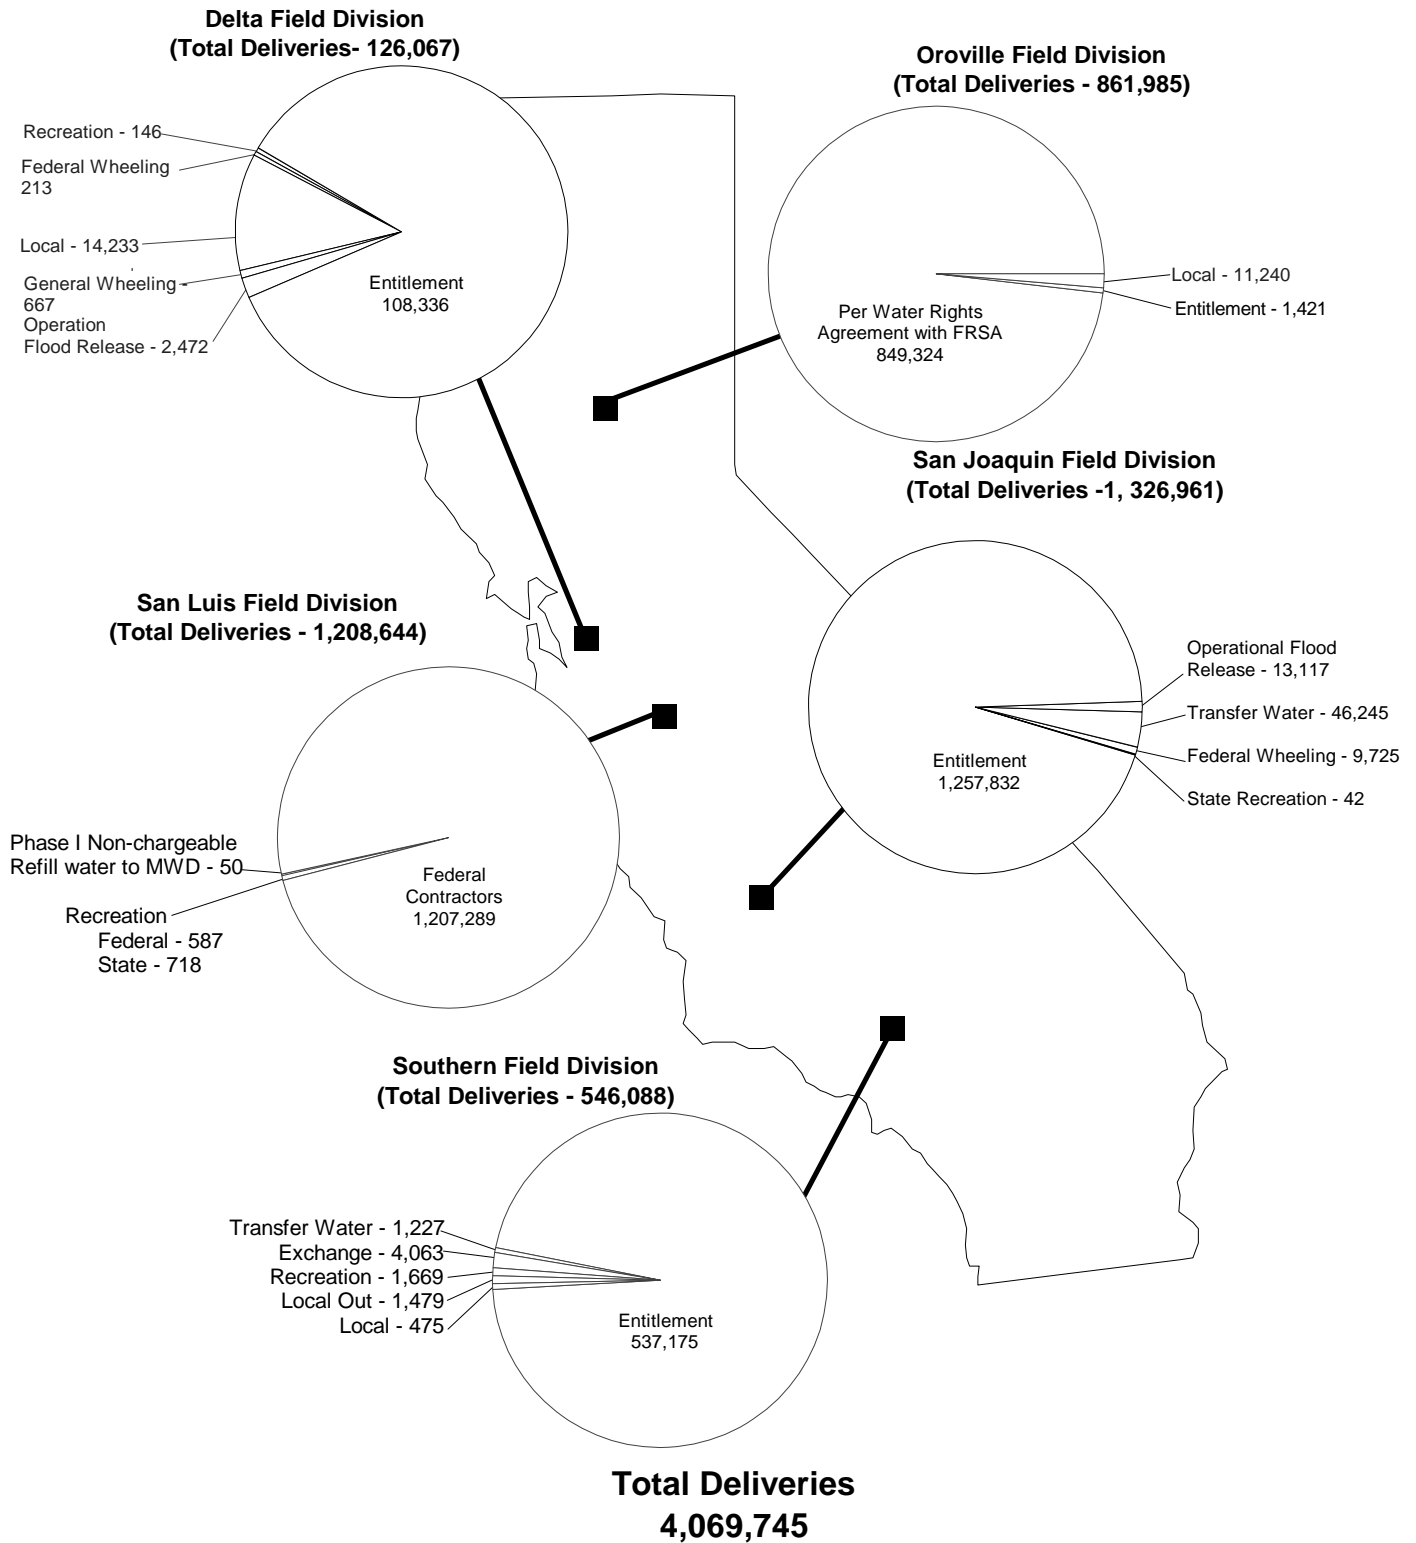 Delta Field Division
(Total Deliveries- 126,067)
Recreation - 146
Federal Wheeling
213
Local - 14,233
General Wheeling-
667
Operation
Flood Release - 2,472
Entitlement
108,336
Oroville Field Division
(Total Deliveries - 861,985)
Local - 11,240
Entitlement - 1,421
Per Water Rights
Agreement with FRSA
849,324
San Joaquin Field Division
(Total Deliveries -1, 326,961)
Operational Flood
Release - 13,117
Transfer Water - 46,245
Federal Wheeling - 9,725
State Recreation - 42
Entitlement
1,257,832
San Luis Field Division
(Total Deliveries - 1,208,644)
Phase I Non-chargeable
Refill water to MWD - 50
Recreation
Federal - 587
State - 718
Federal
Contractors
1,207,289
Southern Field Division
(Total Deliveries - 546,088)
Transfer Water - 1,227
Exchange - 4,063
Recreation - 1,669
Local Out - 1,479
Local - 475
Entitlement
537,175
Total Deliveries
4,069,745